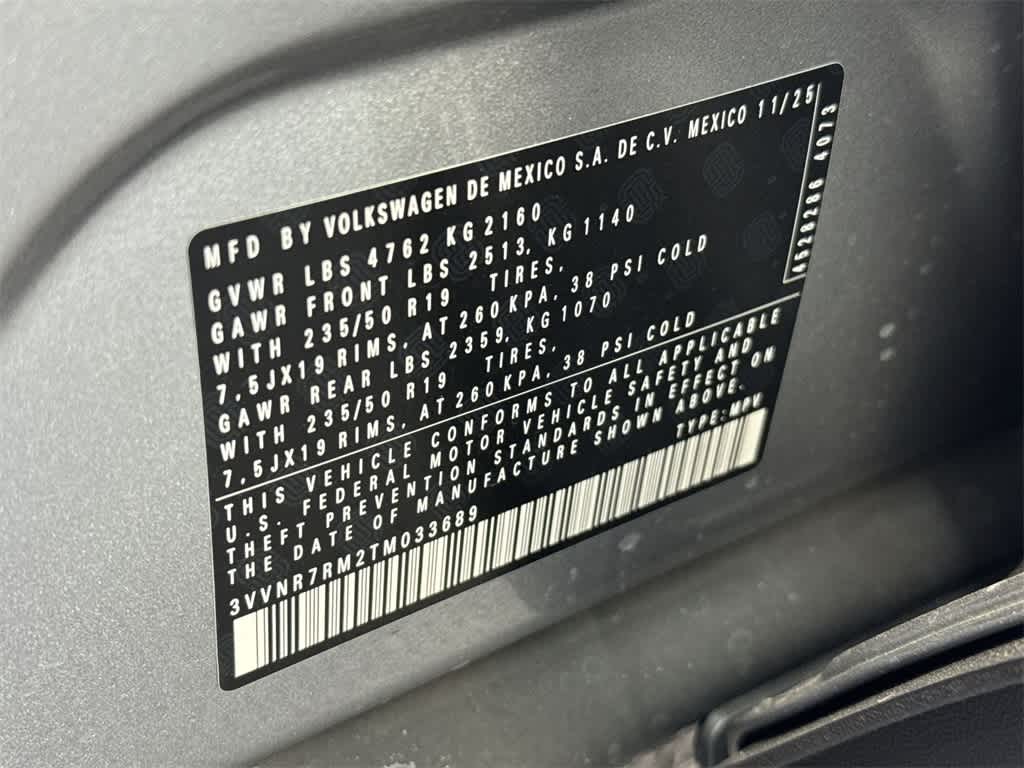 MFD BY VOLKSWAGEN DE MEXICO S.A. DE C.V. MEXICO 11/25
GVWR LBS 4762 KG 2160
GAWR FRONT LBS 2513, KG 1140
WITH 235/50 R19 TIRES,
7,5JX19 RIMS, AT 260KPA, 38 PSI COLD
GAWR REAR LBS 2359, KG 1070
WITH 235/50 R19 TIRES,
7,5JX19 RIMS, AT 260KPA, 38 PSI COLD
THIS VEHICLE CONFORMS TO ALL APPLICABLE
U.S. FEDERAL MOTOR VEHICLE SAFETY AND
THEFT PREVENTION STANDARDS IN EFFECT ON
THE DATE OF MANUFACTURE SHOWN ABOVE.
3VVNR7RM2TM033689 TYPE:MPV
4528286 4073